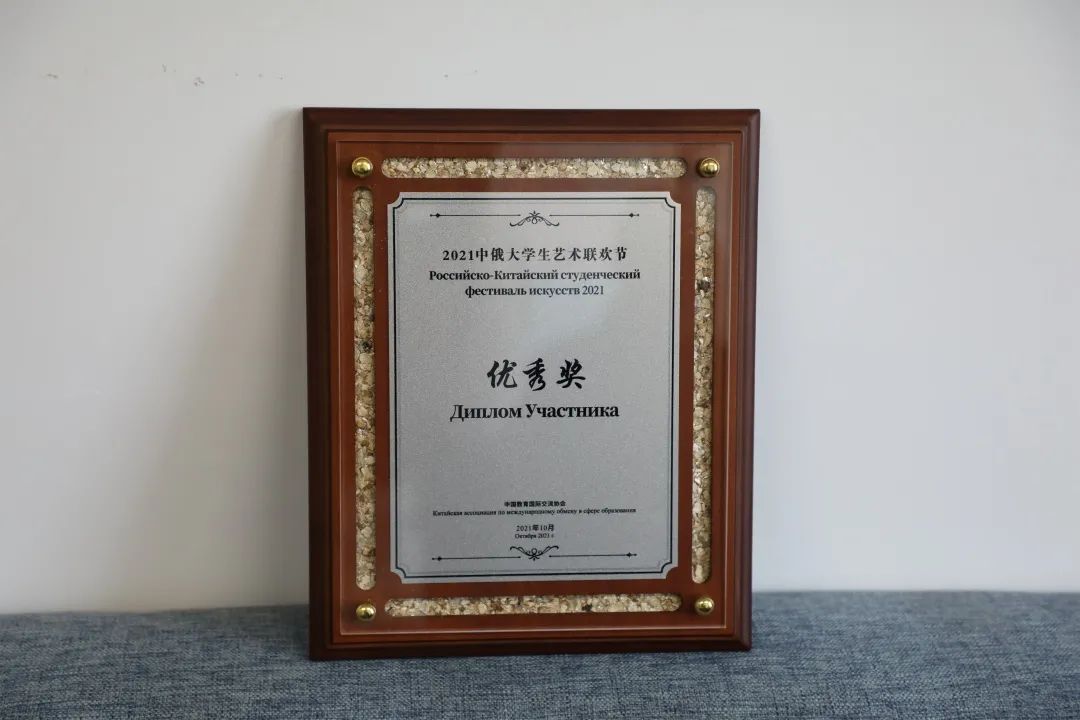 2021中俄大学生艺术联欢节
Российско-Китайский студенческий
фестиваль искусств 2021
优秀奖
Диплом Участника
中国教育国际交流协会
Китайская ассоциация по международному обмену в сфере образования
2021年10月
Октября 2021 г.